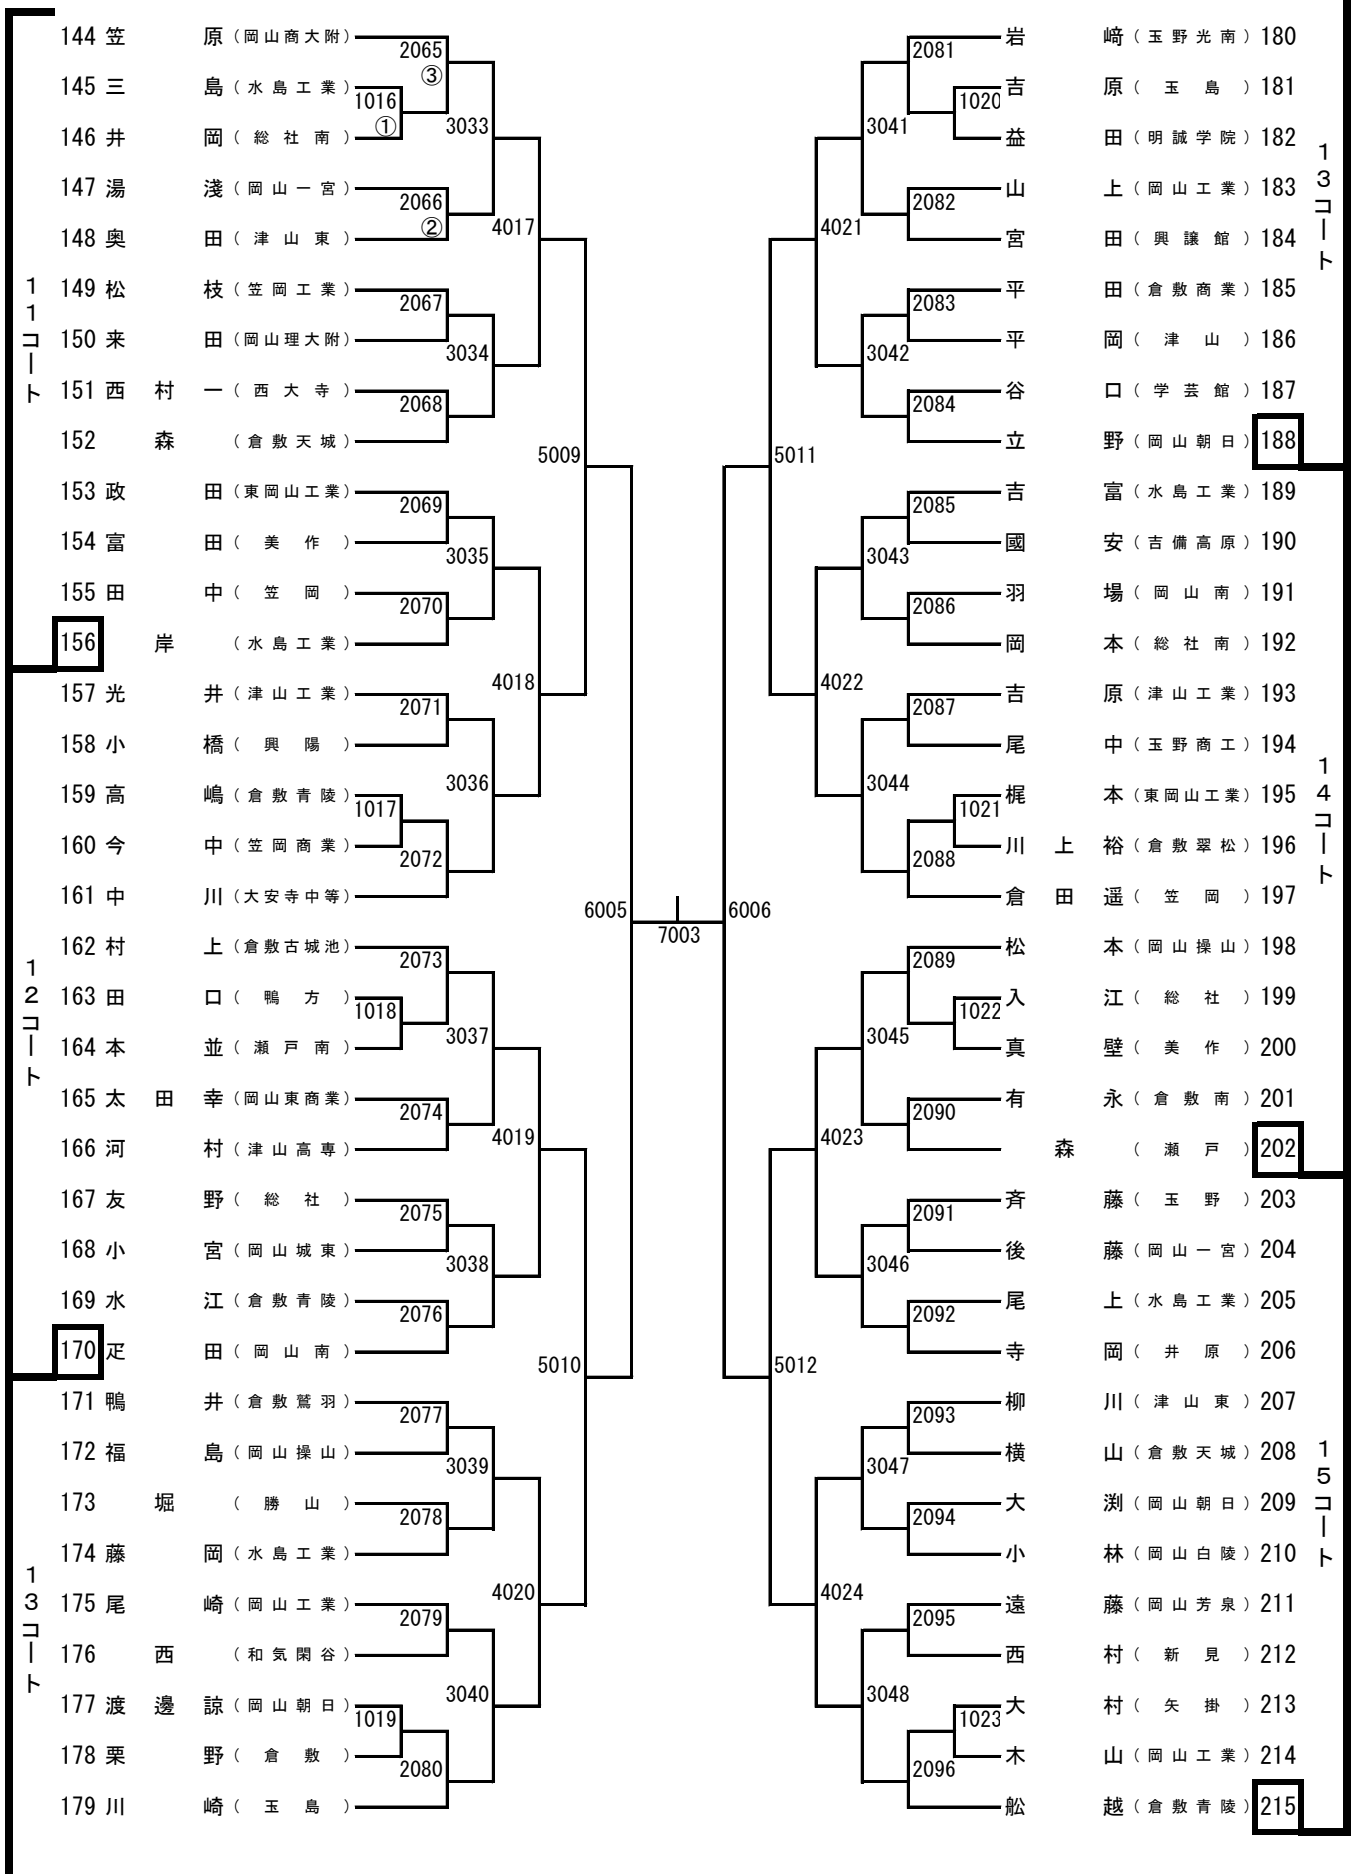 144 笠原 (岡山商大附)
145 三島 (水島工業)
146 井岡 (総社南)
147 湯淺 (岡山一宮)
148 奥田 (津山東)
149 松枝 (笠岡工業)
150 来田 (岡山理大附)
151 西村一 (西大寺)
152 森 (倉敷天城)
153 政田 (東岡山工業)
154 富田 (美作)
155 田中 (笠岡)
156 岸 (水島工業)
157 光井 (津山工業)
158 小橋 (興陽)
159 高嶋 (倉敷青陵)
160 今中 (笠岡商業)
161 中川 (大安寺中等)
162 村上 (倉敷古城池)
163 田口 (鴨方)
164 本並 (瀬戸南)
165 太田幸 (岡山東商業)
166 河村 (津山高専)
167 友野 (総社)
168 小宮 (岡山城東)
169 水江 (倉敷青陵)
170 疋田 (岡山南)
171 鴨井 (倉敷鷲羽)
172 福島 (岡山操山)
173 堀 (勝山)
174 藤岡 (水島工業)
175 尾崎 (岡山工業)
176 西 (和気閑谷)
177 渡邊諒 (岡山朝日)
178 栗野 (倉敷)
179 川崎 (玉島)
11コート
12コート
13コート
1016
①
1017
1018
1019
2065
③
2066
②
2067
2068
2069
2070
2071
2072
2073
2074
2075
2076
2077
2078
2079
2080
3033
3034
3035
3036
3037
3038
3039
3040
4017
4018
4019
4020
5009
5010
6005
7003
6006
5011
5012
4021
4022
4023
4024
3041
3042
3043
3044
3045
3046
3047
3048
2081
2082
2083
2084
2085
2086
2087
2088
2089
2090
2091
2092
2093
2094
2095
2096
1020
1021
1022
1023
岩﨑 (玉野光南) 180
吉原 (玉島) 181
益田 (明誠学院) 182
山上 (岡山工業) 183
宮田 (興譲館) 184
平田 (倉敷商業) 185
平岡 (津山) 186
谷口 (学芸館) 187
立野 (岡山朝日) 188
吉富 (水島工業) 189
國安 (吉備高原) 190
羽場 (岡山南) 191
岡本 (総社南) 192
吉原 (津山工業) 193
尾中 (玉野商工) 194
梶本 (東岡山工業) 195
川上裕 (倉敷翠松) 196
倉田遥 (笠岡) 197
松本 (岡山操山) 198
入江 (総社) 199
真壁 (美作) 200
有永 (倉敷南) 201
森 (瀬戸) 202
斉藤 (玉野) 203
後藤 (岡山一宮) 204
尾上 (水島工業) 205
寺岡 (井原) 206
柳川 (津山東) 207
横山 (倉敷天城) 208
大渕 (岡山朝日) 209
小林 (岡山白陵) 210
遠藤 (岡山芳泉) 211
西村 (新見) 212
大村 (矢掛) 213
木山 (岡山工業) 214
舩越 (倉敷青陵) 215
13コート
14コート
15コート